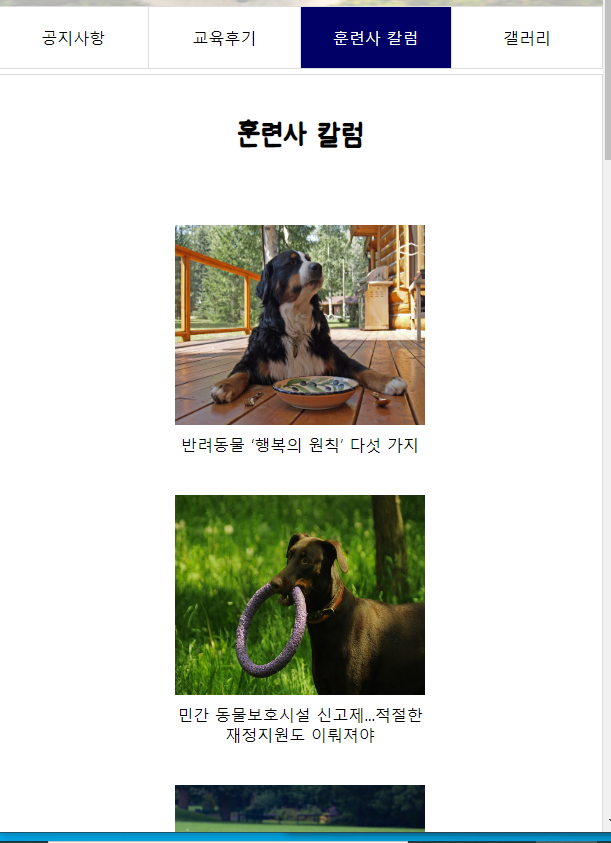 공지사항
교육후기
훈련사 칼럼
갤러리
훈련사 칼럼
반려동물 ‘행복의 원칙’ 다섯 가지
민간 동물보호시설 신고제...적절한
재정지원도 이뤄져야